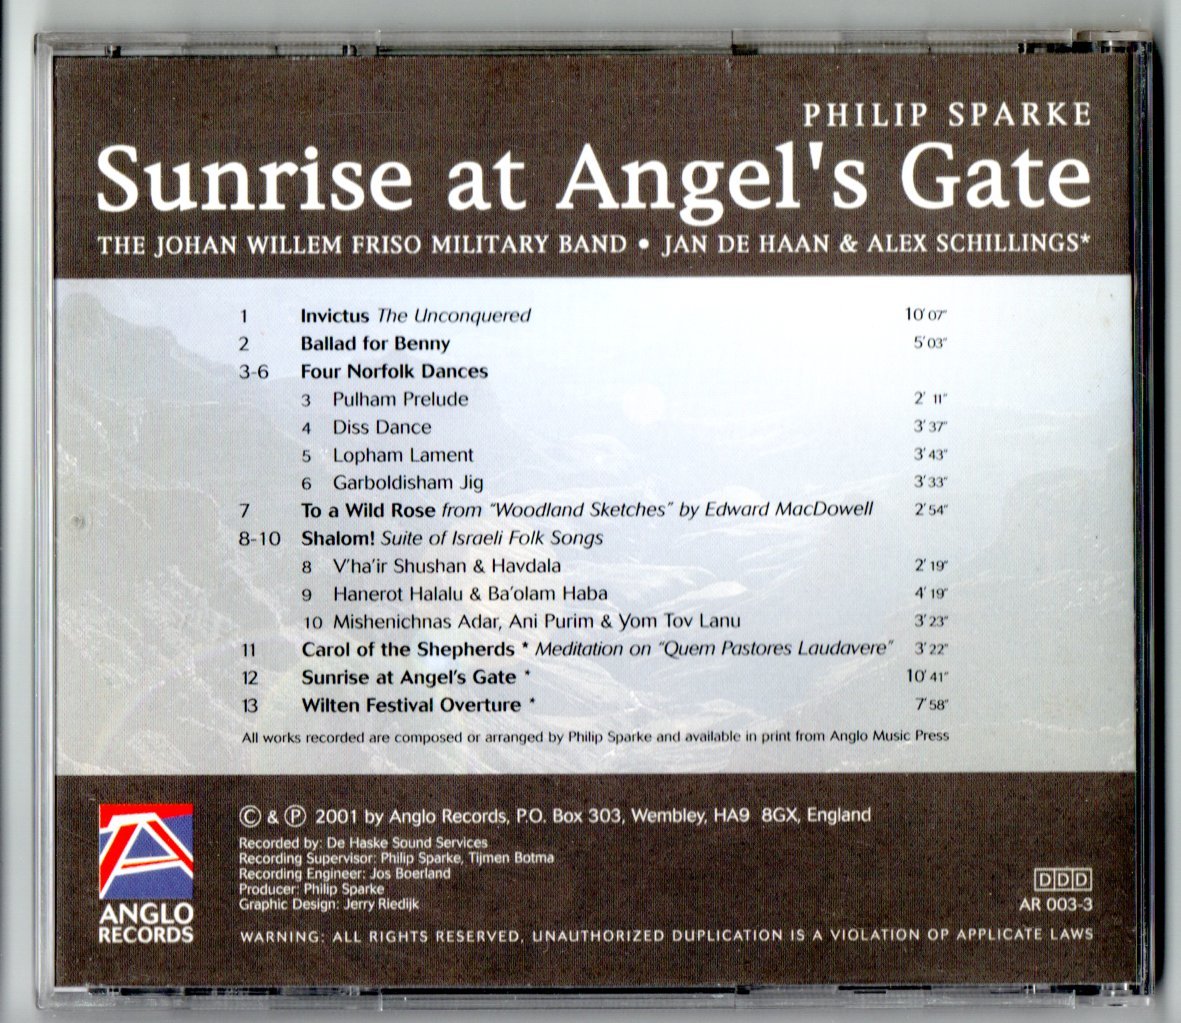 PHILIP SPARKE
Sunrise at Angel's Gate
THE JOHAN WILLEM FRISO MILITARY BAND • JAN DE HAAN & ALEX SCHILLINGS*
1 Invictus The Unconquered 10'07"
2 Ballad for Benny 5'03"
3-6 Four Norfolk Dances
3 Pulham Prelude 2'11"
4 Diss Dance 3'37"
5 Lopham Lament 3'43"
6 Garboldisham Jig 3'33"
7 To a Wild Rose from "Woodland Sketches" by Edward MacDowell 2'54"
8-10 Shalom! Suite of Israeli Folk Songs
8 V'ha'ir Shushan & Havdala 2'19"
9 Hanerot Halalu & Ba'olam Haba 4'19"
10 Mishenichnas Adar, Ani Purim & Yom Tov Lanu 3'23"
11 Carol of the Shepherds * Meditation on "Quem Pastores Laudavere" 3'22"
12 Sunrise at Angel's Gate * 10'41"
13 Wilten Festival Overture * 7'58"
All works recorded are composed or arranged by Philip Sparke and available in print from Anglo Music Press
© & ℗ 2001 by Anglo Records, P.O. Box 303, Wembley, HA9 8GX, England
Recorded by: De Haske Sound Services
Recording Supervisor: Philip Sparke, Tijmen Botma
Recording Engineer: Jos Boerland
Producer: Philip Sparke
Graphic Design: Jerry Riedijk
DDD
AR 003-3
ANGLO
RECORDS
WARNING: ALL RIGHTS RESERVED, UNAUTHORIZED DUPLICATION IS A VIOLATION OP APPLICATE LAWS